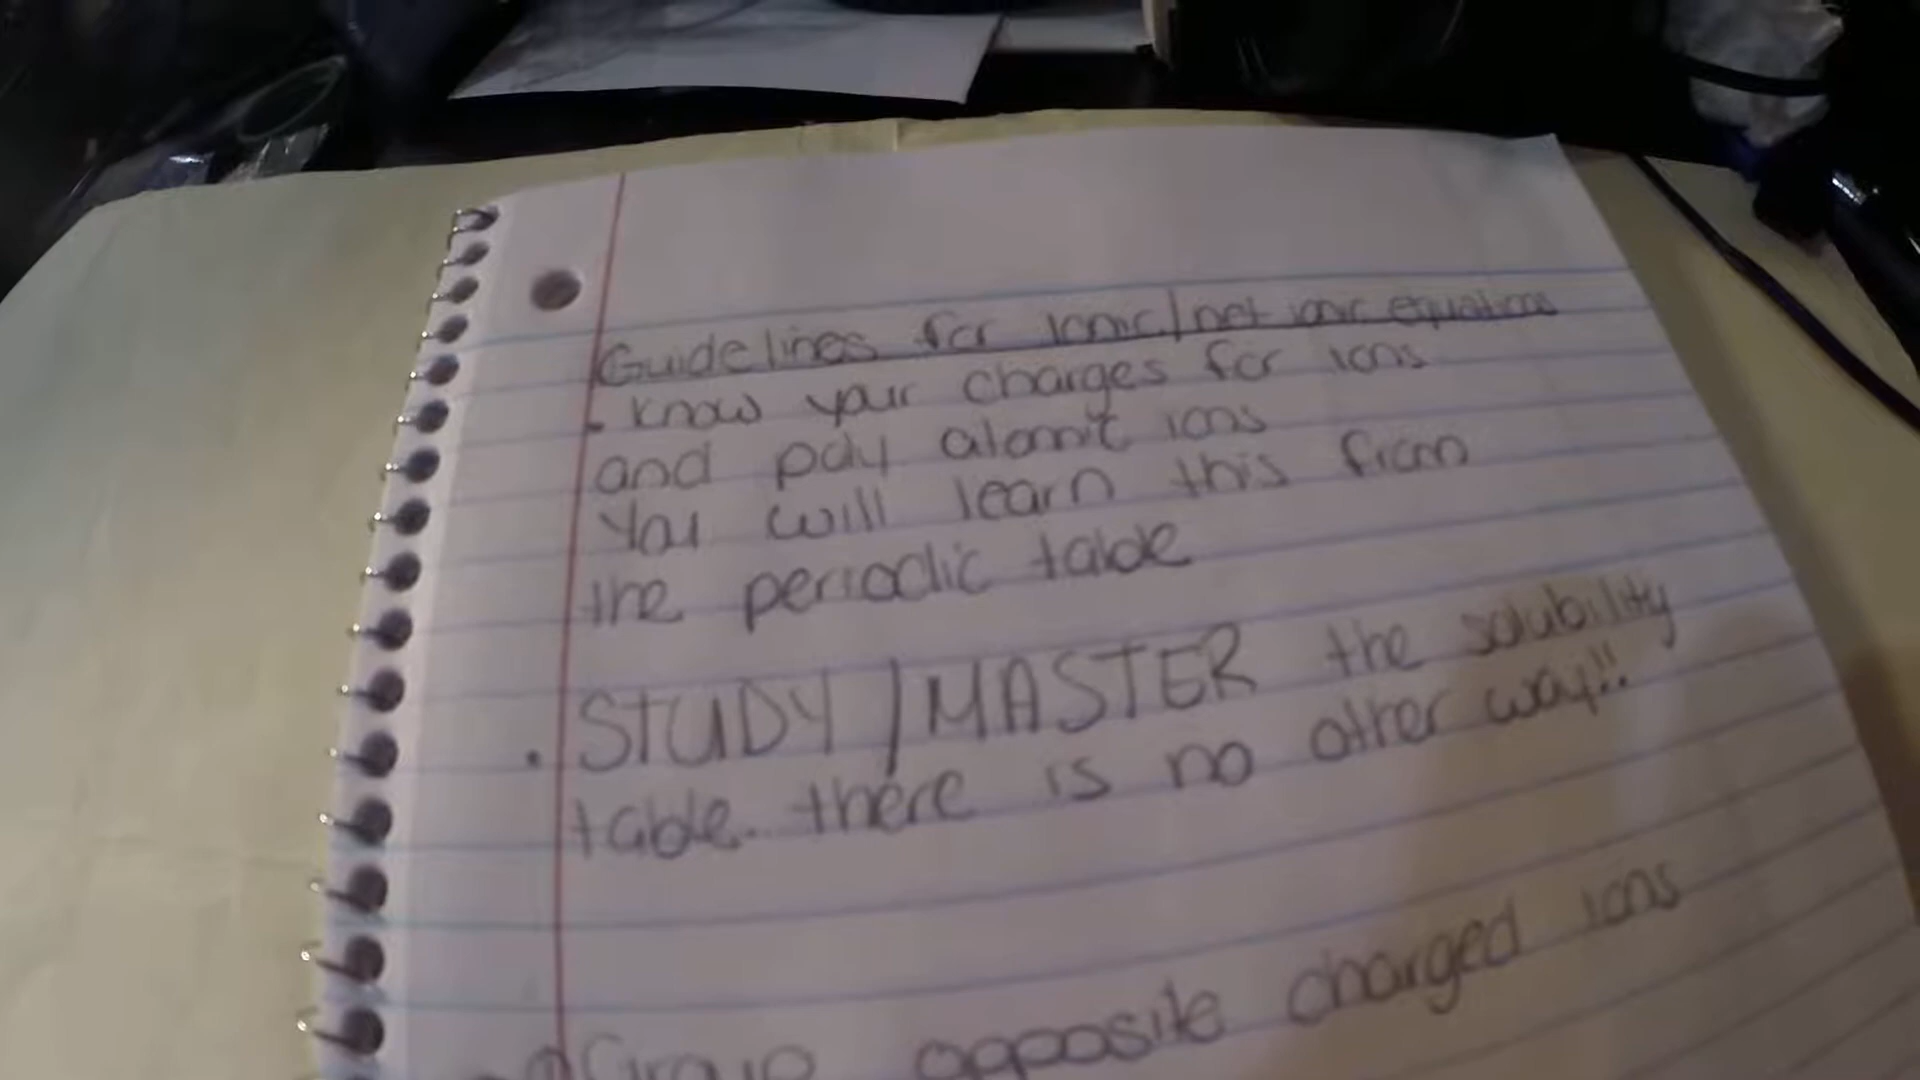 Guidelines for Ionic/net ionic equations
. know your charges for ions
and poly atomic ions
You will learn this from
the periodic table
. STUDY/MASTER the solubility
table. there is no other way!!
Group opposite charged ions